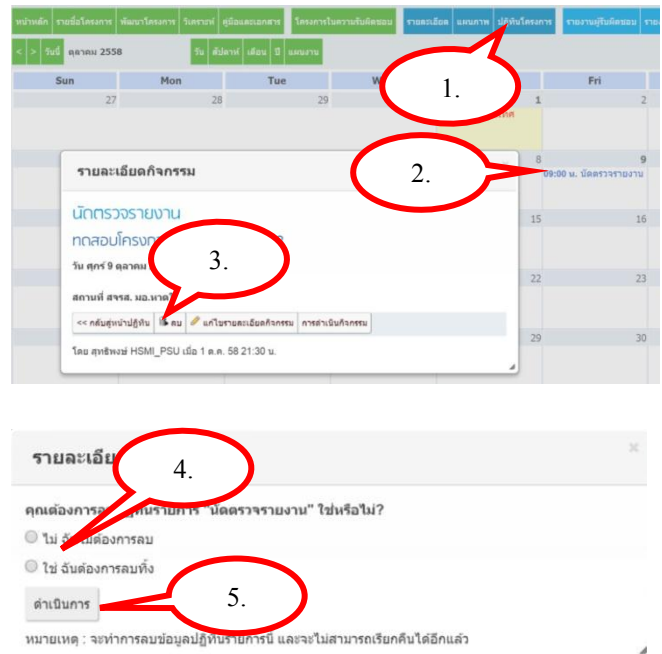 หน้าหลัก รายชื่อโครงการ พัฒนาโครงการ วิเคราะห์ คู่มือและเอกสาร โครงการในความรับผิดชอบ รายละเอียด แผนภาพ ปฏิทินโครงการ รายงานผู้รับผิดชอบ
< > วันนี้ ตุลาคม 2558 วัน สัปดาห์ เดือน ปี แผนงาน
Sun Mon Tue Fri
27 28 29 1 2
1.
8 9
09:00 น. นัดตรวจรายงาน
2.
รายละเอียดกิจกรรม
นัดตรวจรายงาน
15 16
3.
วัน ศุกร์ 9 ตุลาคม
22 23
สถานที่ สจรส. มอ.หาด
<< กลับสู่หน้าปฏิทิน ลบ แก้ไขรายละเอียดกิจกรรม การดำเนินกิจกรรม
29 30
โดย สุทธิพงษ์ HSMI_PSU เมื่อ 1 ต.ค. 58 21:30 น.
4.
คุณต้องการ "นัดตรวจรายงาน" ใช่หรือไม่?
ไม่ ต้องการลบ
ใช่ ฉันต้องการลบทิ้ง
ดำเนินการ
5.
หมายเหตุ : จะทำการลบข้อมูลปฏิทินรายการนี้ และจะไม่สามารถเรียกคืนได้อีกแล้ว